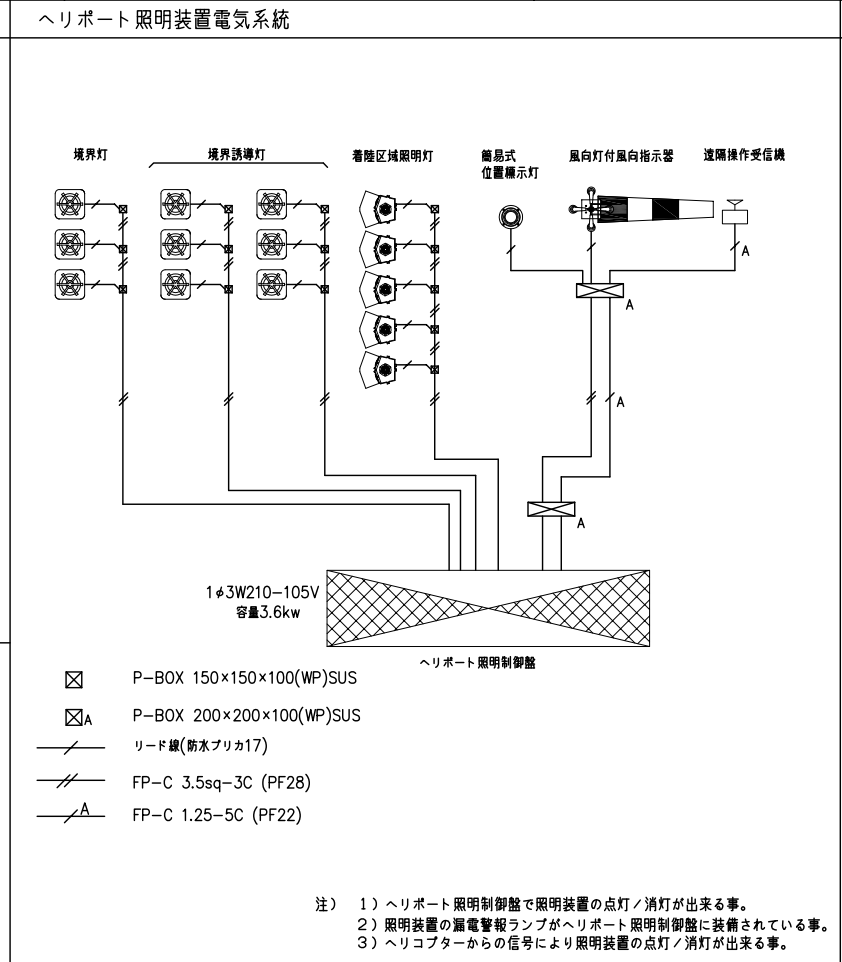 ヘリポート照明装置電気系統
境界灯
境界誘導灯
着陸区域照明灯
簡易式
位置標示灯
風向灯付風向指示器
遠隔操作受信機
A
A
A
A
1φ3W210-105V
容量3.6kw
ヘリポート照明制御盤
P-BOX 150×150×100(WP)SUS
A P-BOX 200×200×100(WP)SUS
リード線(防水プリカ17)
FP-C 3.5sq-3C (PF28)
A FP-C 1.25-5C (PF22)
注) 1)ヘリポート照明制御盤で照明装置の点灯/消灯が出来る事。
2)照明装置の漏電警報ランプがヘリポート照明制御盤に装備されている事。
3)ヘリコプターからの信号により照明装置の点灯/消灯が出来る事。